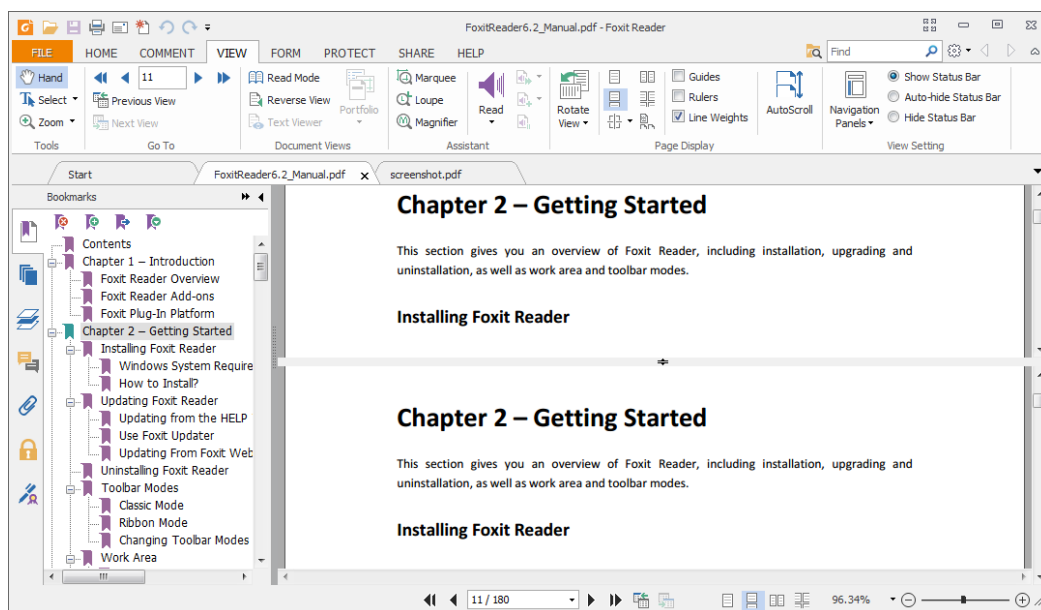 FoxitReader6.2_Manual.pdf - Foxit Reader
FILE HOME COMMENT VIEW FORM PROTECT SHARE HELP Find
Hand 11 Read Mode Marquee Guides Show Status Bar
Select Previous View Reverse View Portfolio Loupe Read Rotate View Rulers AutoScroll Navigation Panels Auto-hide Status Bar
Zoom Next View Text Viewer Magnifier Line Weights Hide Status Bar
Tools Go To Document Views Assistant Page Display View Setting
Start FoxitReader6.2_Manual.pdf x screenshot.pdf
Bookmarks
Contents
Chapter 1 – Introduction
Foxit Reader Overview
Foxit Reader Add-ons
Foxit Plug-In Platform
Chapter 2 – Getting Started
Installing Foxit Reader
Windows System Require
How to Install?
Updating Foxit Reader
Updating from the HELP
Use Foxit Updater
Updating From Foxit Web
Uninstalling Foxit Reader
Toolbar Modes
Classic Mode
Ribbon Mode
Changing Toolbar Modes
Work Area
Chapter 2 – Getting Started
This section gives you an overview of Foxit Reader, including installation, upgrading and
uninstallation, as well as work area and toolbar modes.
Installing Foxit Reader
Chapter 2 – Getting Started
This section gives you an overview of Foxit Reader, including installation, upgrading and
uninstallation, as well as work area and toolbar modes.
Installing Foxit Reader
11 / 180 96.34%